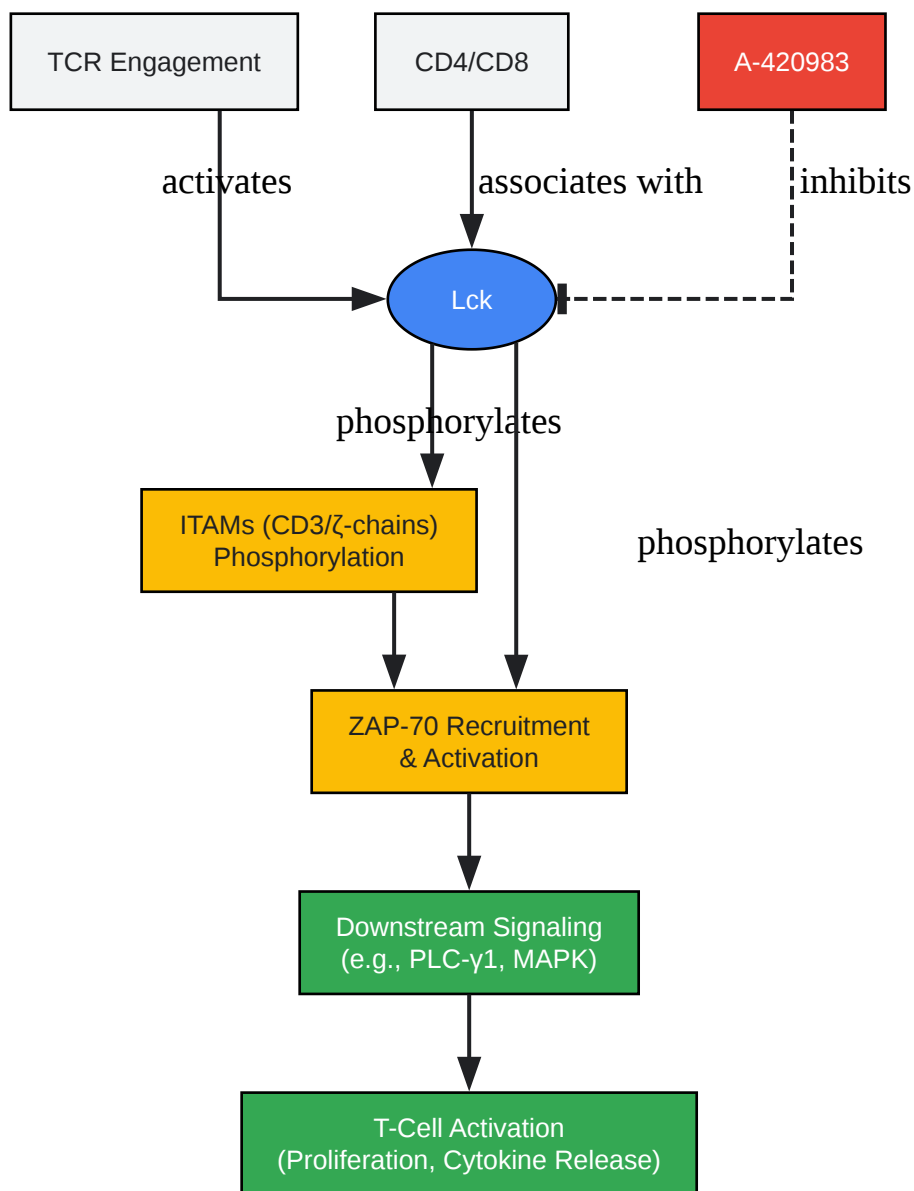 TCR Engagement
CD4/CD8
A-420983
activates
associates with
inhibits
Lck
phosphorylates
ITAMs (CD3/ζ-chains)
Phosphorylation
phosphorylates
ZAP-70 Recruitment
& Activation
Downstream Signaling
(e.g., PLC-γ1, MAPK)
T-Cell Activation
(Proliferation, Cytokine Release)